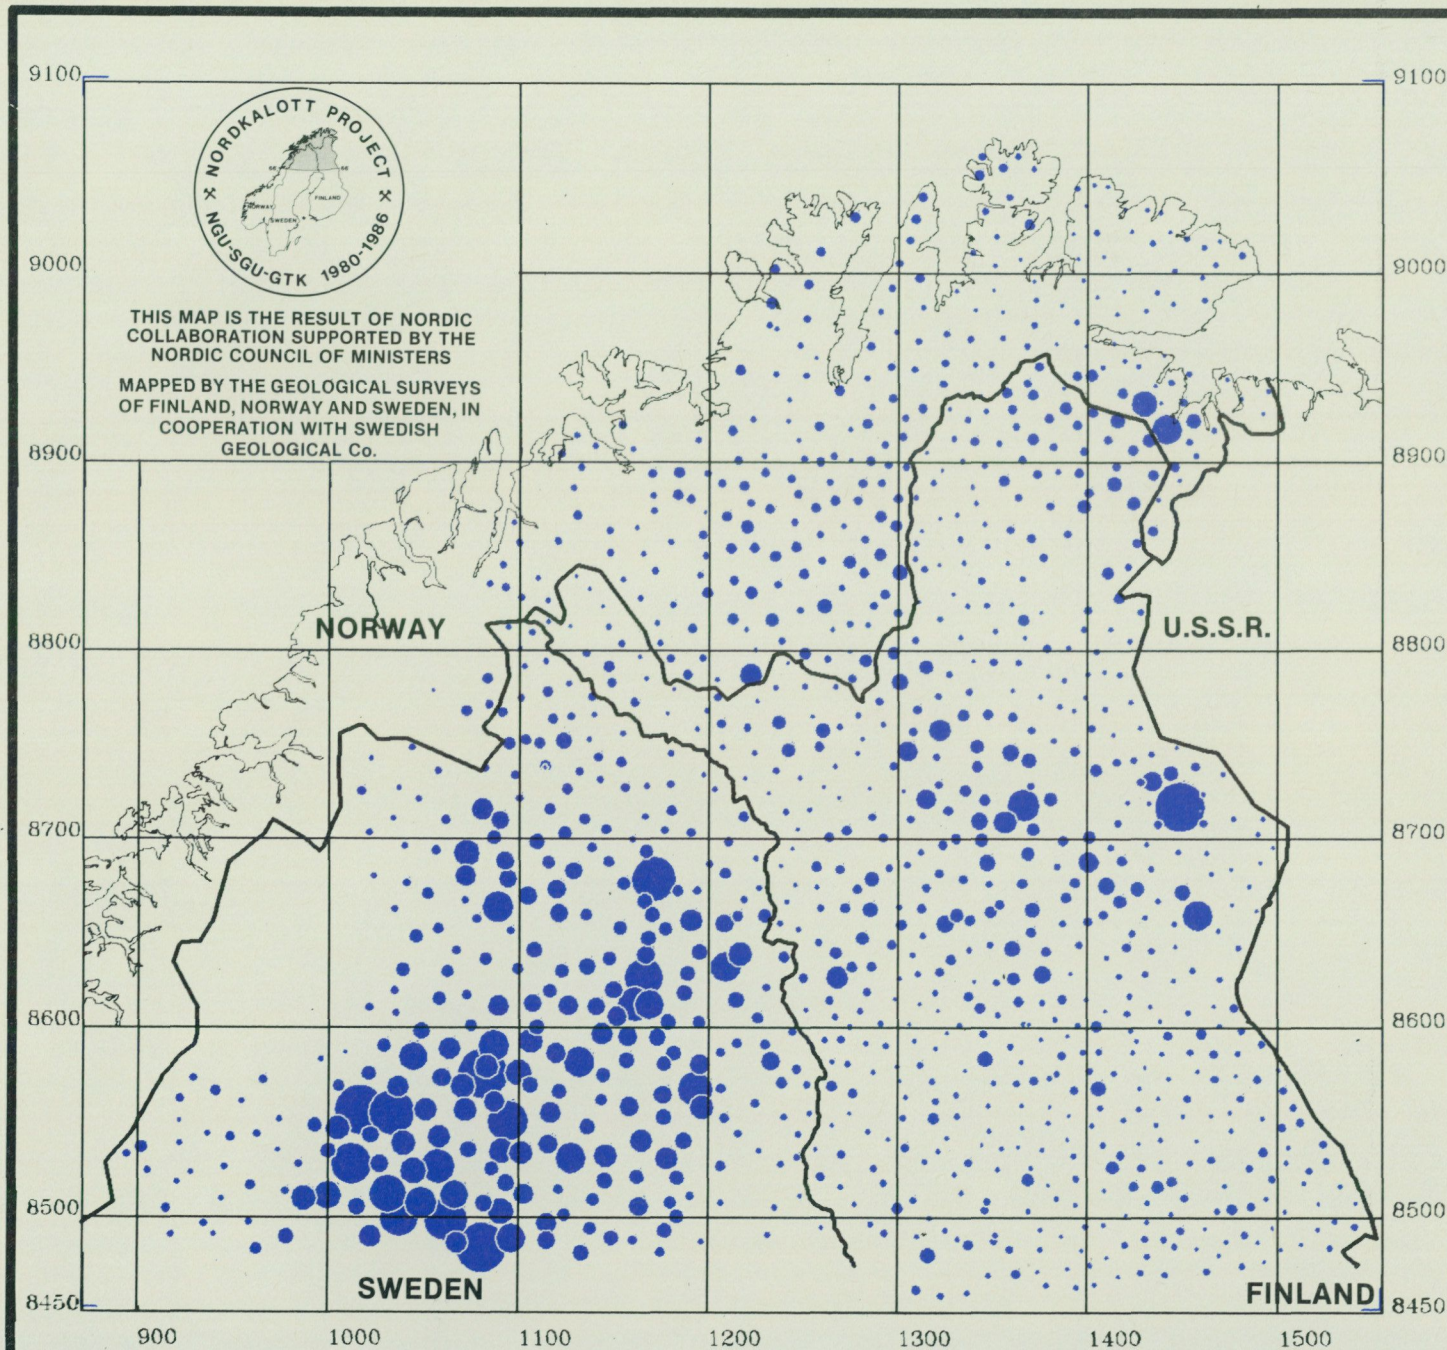 9100
9100
NORDKALOTT PROJECT
NORWAY
SWEDEN
FINLAND
NGU-SGU-GTK 1980-1986
9000
9000
THIS MAP IS THE RESULT OF NORDIC
COLLABORATION SUPPORTED BY THE
NORDIC COUNCIL OF MINISTERS
MAPPED BY THE GEOLOGICAL SURVEYS
OF FINLAND, NORWAY AND SWEDEN, IN
COOPERATION WITH SWEDISH
GEOLOGICAL Co.
8900
8900
NORWAY
U.S.S.R.
8800
8800
8700
8700
8600
8600
8500
8500
SWEDEN
FINLAND
8450
8450
900
1000
1100
1200
1300
1400
1500